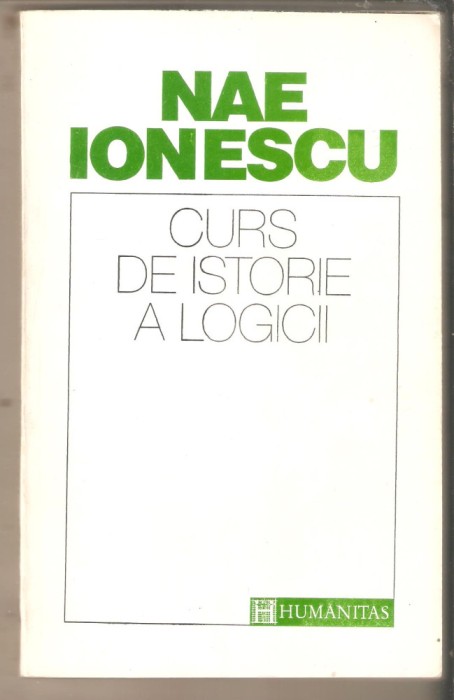 NAE
IONESCU
CURS
DE ISTORIE
A LOGICII
HUMANITAS